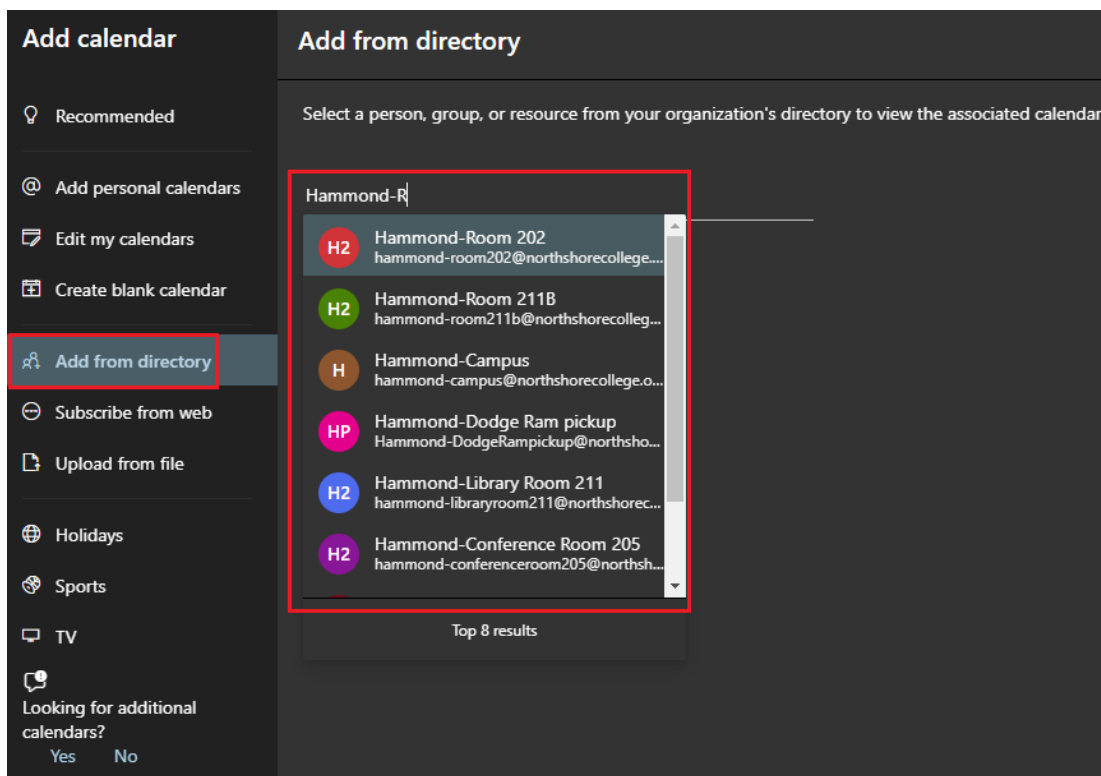 Add calendar
Recommended
@ Add personal calendars
Edit my calendars
Create blank calendar
Add from directory
Subscribe from web
Upload from file
Holidays
Sports
TV
Looking for additional
calendars?
Yes No
Add from directory
Select a person, group, or resource from your organization's directory to view the associated calendar
Hammond-R
H2
Hammond-Room 202
hammond-room202@northshorecollege....
H2
Hammond-Room 211B
hammond-room211b@northshorecolleg...
H
Hammond-Campus
hammond-campus@northshorecollege.o...
HP
Hammond-Dodge Ram pickup
Hammond-DodgeRampickup@northsho...
H2
Hammond-Library Room 211
hammond-libraryroom211@northshorec...
H2
Hammond-Conference Room 205
hammond-conferenceroom205@northsh...
Top 8 results